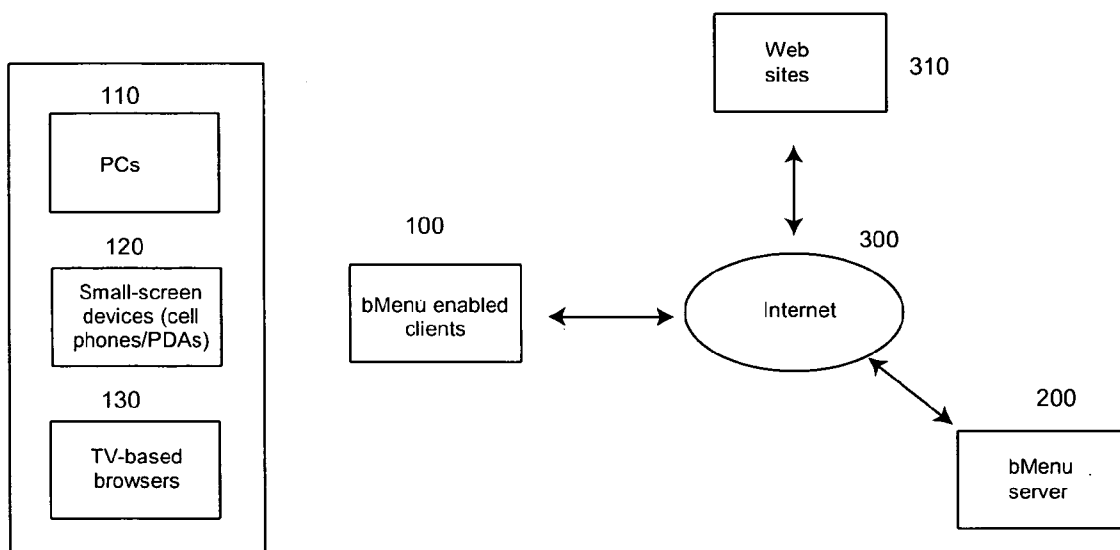 110
PCs
120
Small-screen
devices (cell
phones/PDAs)
130
TV-based
browsers
100
bMenu enabled
clients
Web
sites
310
300
Internet
200
bMenu
server